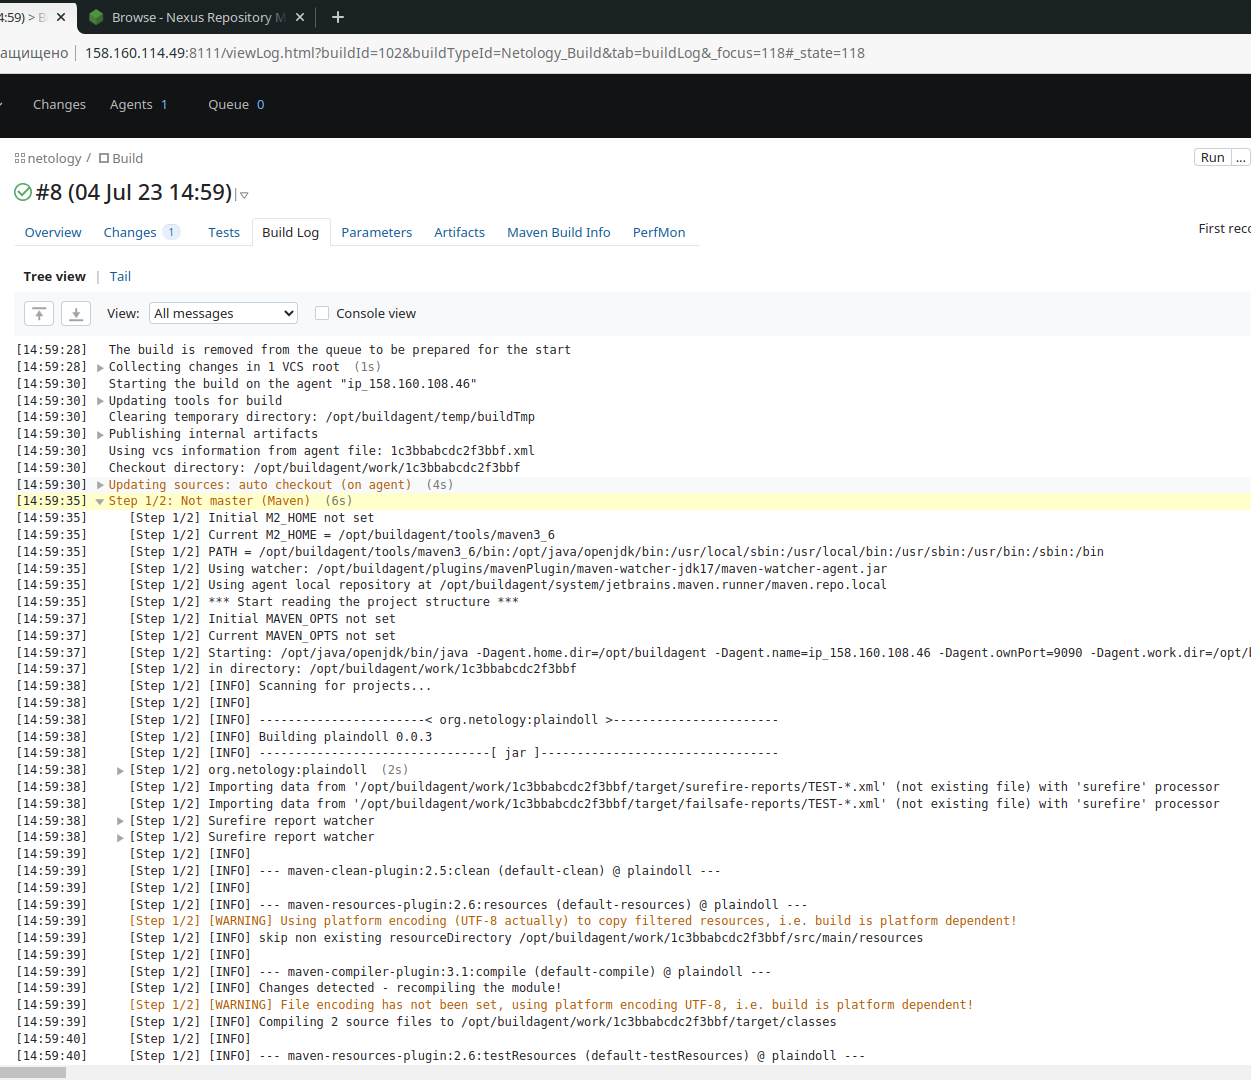 4:59) > B
Browse - Nexus Repository M
ащищено 158.160.114.49:8111/viewLog.html?buildId=102&buildTypeId=Netology_Build&tab=buildLog&_focus=118#_state=118
Changes Agents 1 Queue 0
netology / Build
Run ...
#8 (04 Jul 23 14:59)
Overview Changes 1 Tests Build Log Parameters Artifacts Maven Build Info PerfMon
First reco
Tree view | Tail
View: All messages Console view
[14:59:28] The build is removed from the queue to be prepared for the start
[14:59:28] Collecting changes in 1 VCS root (1s)
[14:59:30] Starting the build on the agent "ip_158.160.108.46"
[14:59:30] Updating tools for build
[14:59:30] Clearing temporary directory: /opt/buildagent/temp/buildTmp
[14:59:30] Publishing internal artifacts
[14:59:30] Using vcs information from agent file: 1c3bbabcdc2f3bbf.xml
[14:59:30] Checkout directory: /opt/buildagent/work/1c3bbabcdc2f3bbf
[14:59:30] Updating sources: auto checkout (on agent) (4s)
[14:59:35] Step 1/2: Not master (Maven) (6s)
[14:59:35] [Step 1/2] Initial M2_HOME not set
[14:59:35] [Step 1/2] Current M2_HOME = /opt/buildagent/tools/maven3_6
[14:59:35] [Step 1/2] PATH = /opt/buildagent/tools/maven3_6/bin:/opt/java/openjdk/bin:/usr/local/sbin:/usr/local/bin:/usr/sbin:/usr/bin:/sbin:/bin
[14:59:35] [Step 1/2] Using watcher: /opt/buildagent/plugins/mavenPlugin/maven-watcher-jdk17/maven-watcher-agent.jar
[14:59:35] [Step 1/2] Using agent local repository at /opt/buildagent/system/jetbrains.maven.runner/maven.repo.local
[14:59:35] [Step 1/2] *** Start reading the project structure ***
[14:59:37] [Step 1/2] Initial MAVEN_OPTS not set
[14:59:37] [Step 1/2] Current MAVEN_OPTS not set
[14:59:37] [Step 1/2] Starting: /opt/java/openjdk/bin/java -Dagent.home.dir=/opt/buildagent -Dagent.name=ip_158.160.108.46 -Dagent.ownPort=9090 -Dagent.work.dir=/opt/b
[14:59:37] [Step 1/2] in directory: /opt/buildagent/work/1c3bbabcdc2f3bbf
[14:59:38] [Step 1/2] [INFO] Scanning for projects...
[14:59:38] [Step 1/2] [INFO]
[14:59:38] [Step 1/2] [INFO] -----------------------< org.netology:plaindoll >-----------------------
[14:59:38] [Step 1/2] [INFO] Building plaindoll 0.0.3
[14:59:38] [Step 1/2] [INFO] --------------------------------[ jar ]---------------------------------
[14:59:38] [Step 1/2] org.netology:plaindoll (2s)
[14:59:38] [Step 1/2] Importing data from '/opt/buildagent/work/1c3bbabcdc2f3bbf/target/surefire-reports/TEST-*.xml' (not existing file) with 'surefire' processor
[14:59:38] [Step 1/2] Importing data from '/opt/buildagent/work/1c3bbabcdc2f3bbf/target/failsafe-reports/TEST-*.xml' (not existing file) with 'surefire' processor
[14:59:38] [Step 1/2] Surefire report watcher
[14:59:38] [Step 1/2] Surefire report watcher
[14:59:39] [Step 1/2] [INFO]
[14:59:39] [Step 1/2] [INFO] --- maven-clean-plugin:2.5:clean (default-clean) @ plaindoll ---
[14:59:39] [Step 1/2] [INFO]
[14:59:39] [Step 1/2] [INFO] --- maven-resources-plugin:2.6:resources (default-resources) @ plaindoll ---
[14:59:39] [Step 1/2] [WARNING] Using platform encoding (UTF-8 actually) to copy filtered resources, i.e. build is platform dependent!
[14:59:39] [Step 1/2] [INFO] skip non existing resourceDirectory /opt/buildagent/work/1c3bbabcdc2f3bbf/src/main/resources
[14:59:39] [Step 1/2] [INFO]
[14:59:39] [Step 1/2] [INFO] --- maven-compiler-plugin:3.1:compile (default-compile) @ plaindoll ---
[14:59:39] [Step 1/2] [INFO] Changes detected - recompiling the module!
[14:59:39] [Step 1/2] [WARNING] File encoding has not been set, using platform encoding UTF-8, i.e. build is platform dependent!
[14:59:39] [Step 1/2] [INFO] Compiling 2 source files to /opt/buildagent/work/1c3bbabcdc2f3bbf/target/classes
[14:59:40] [Step 1/2] [INFO]
[14:59:40] [Step 1/2] [INFO] --- maven-resources-plugin:2.6:testResources (default-testResources) @ plaindoll ---